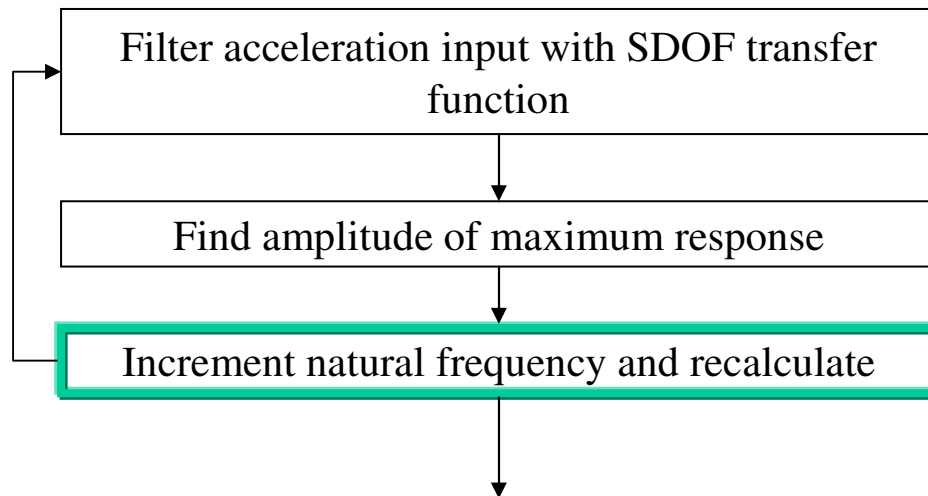 Filter acceleration input with SDOF transfer
function
Find amplitude of maximum response
Increment natural frequency and recalculate